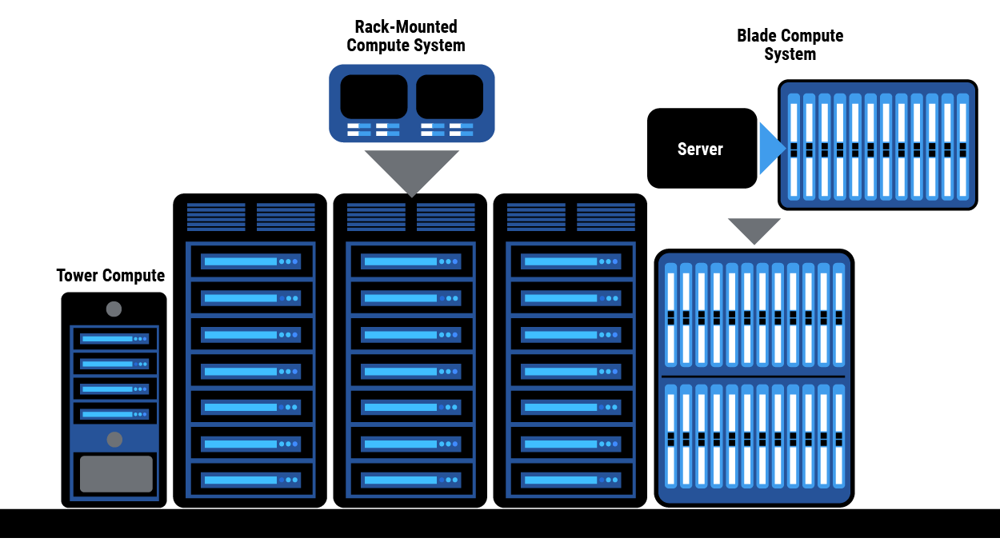 Rack-Mounted
Compute System
Blade Compute
System
Server
Tower Compute